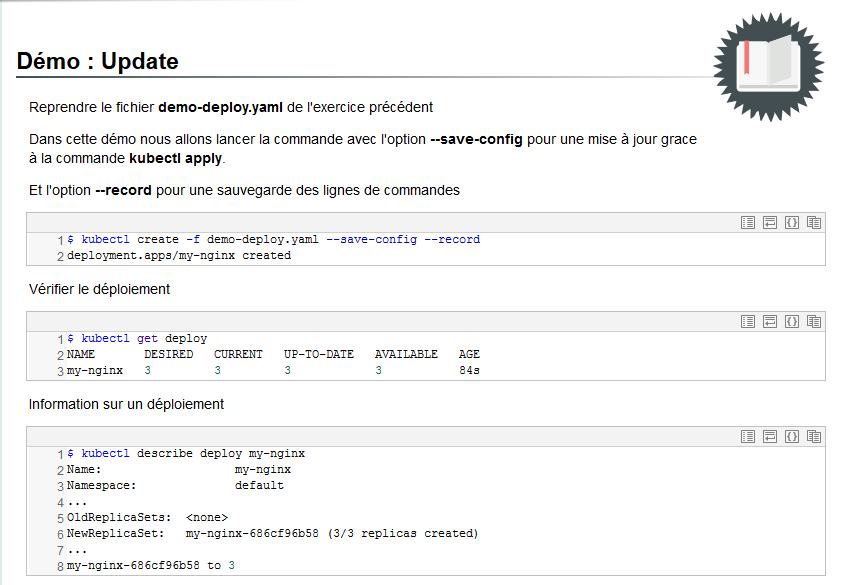 Démo : Update
Reprendre le fichier demo-deploy.yaml de l'exercice précédent
Dans cette démo nous allons lancer la commande avec l'option --save-config pour une mise à jour grace
à la commande kubectl apply.
Et l'option --record pour une sauvegarde des lignes de commandes
1 $ kubectl create -f demo-deploy.yaml --save-config --record
2 deployment.apps/my-nginx created
Vérifier le déploiement
1 $ kubectl get deploy
2 NAME DESIRED CURRENT UP-TO-DATE AVAILABLE AGE
3 my-nginx 3 3 3 3 84s
Information sur un déploiement
1 $ kubectl describe deploy my-nginx
2 Name: my-nginx
3 Namespace: default
4 ...
5 OldReplicaSets: <none>
6 NewReplicaSet: my-nginx-686cf96b58 (3/3 replicas created)
7 ...
8 my-nginx-686cf96b58 to 3